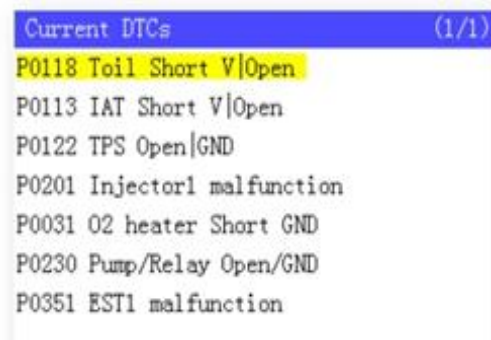 Current DTCs (1/1)
P0118 Toil Short V|Open
P0113 IAT Short V|Open
P0122 TPS Open|GND
P0201 Injector1 malfunction
P0031 O2 heater Short GND
P0230 Pump/Relay Open/GND
P0351 EST1 malfunction